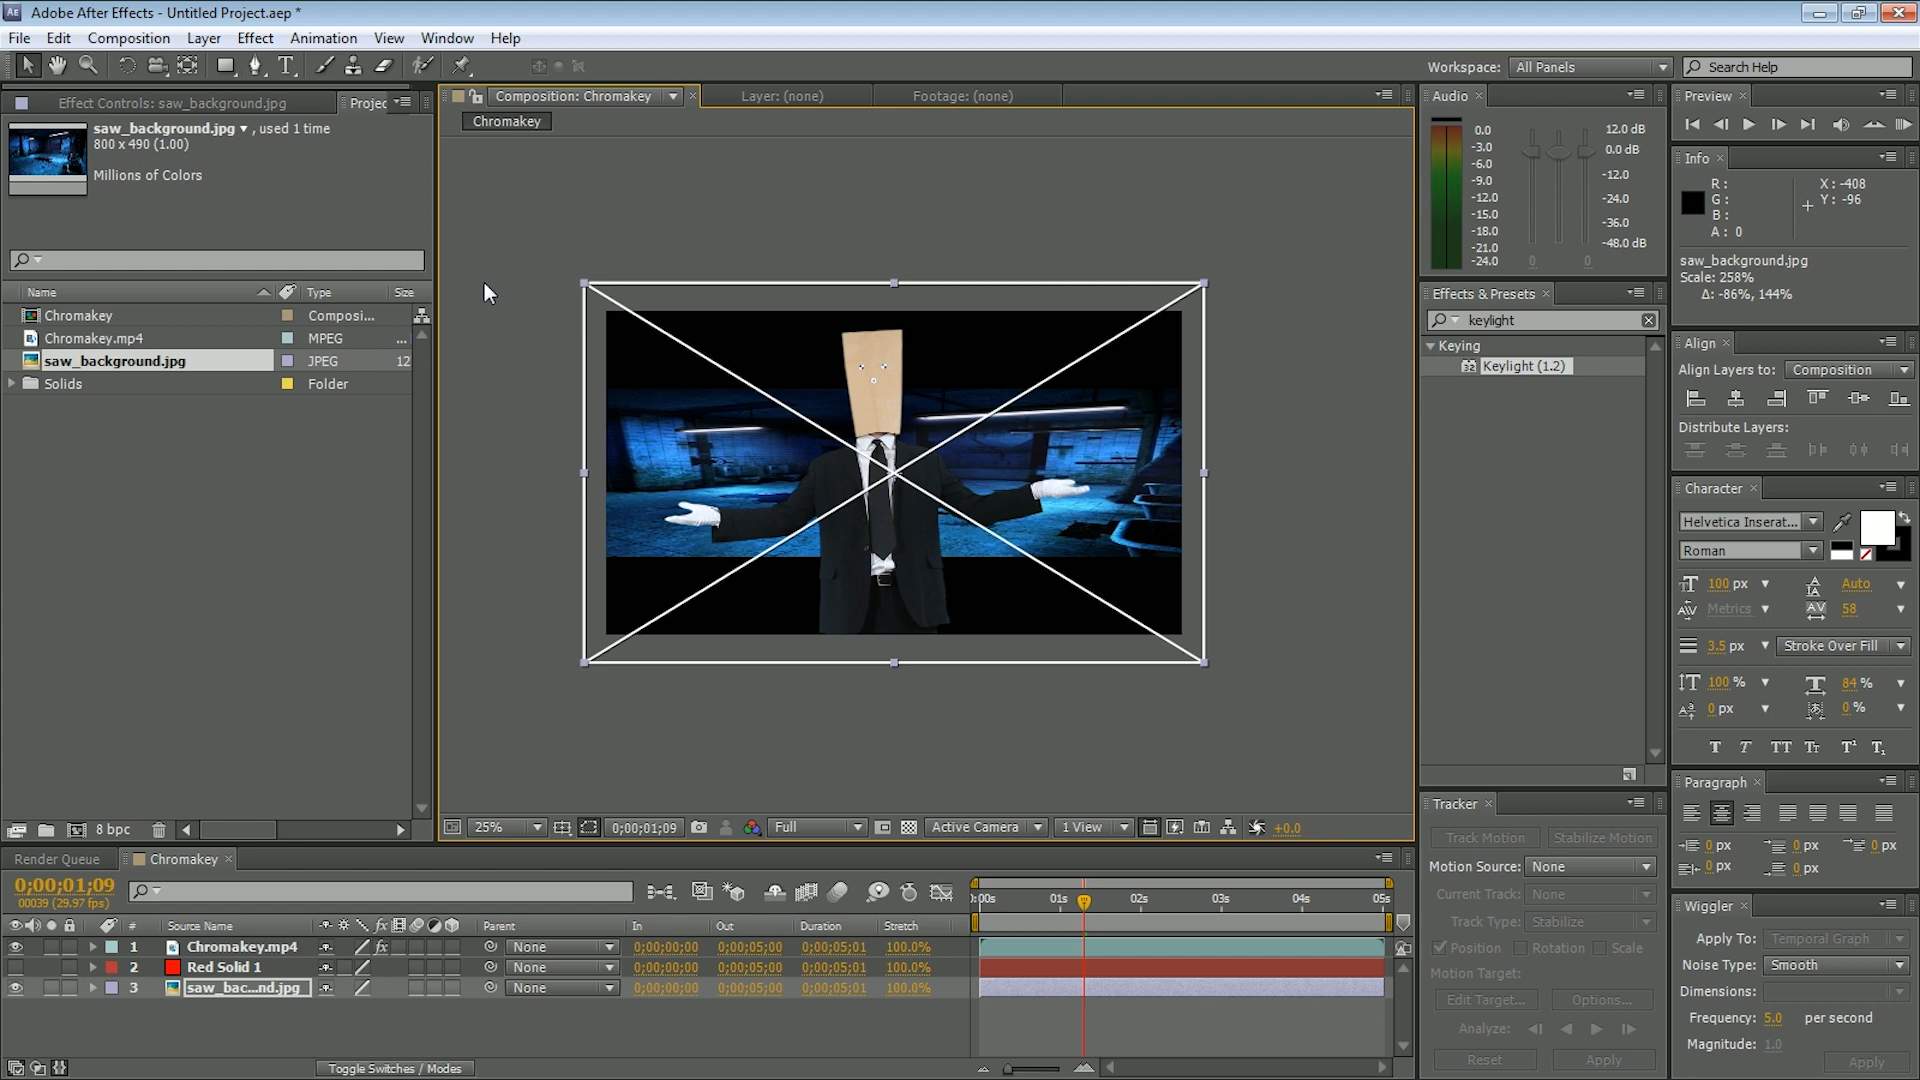 Adobe After Effects - Untitled Project.aep *
File Edit Composition Layer Effect Animation View Window Help
Workspace: All Panels Search Help
Effect Controls: saw_background.jpg Projec
Composition: Chromakey Layer: (none) Footage: (none)
Chromakey
saw_background.jpg , used 1 time
800 x 490 (1.00)
Millions of Colors
Name Type Size
Chromakey Composi...
Chromakey.mp4 MPEG ...
saw_background.jpg JPEG 12
Solids Folder
8 bpc
25% 0;00;01;09 Full Active Camera 1 View +0.0
Audio
0.0
-3.0
-6.0
-9.0
-12.0
-15.0
-18.0
-21.0
-24.0
12.0 dB
0.0 dB
-12.0
-24.0
-36.0
-48.0 dB
0 0
Effects & Presets
keylight
Keying
32 Keylight (1.2)
Tracker
Track Motion Stabilize Motion
Motion Source: None
Current Track: None
Track Type: Stabilize
Position Rotation Scale
Motion Target:
Edit Target... Options...
Analyze:
Reset Apply
Preview
Info
R :
G :
B :
A : 0
X : -408
Y : -96
saw_background.jpg
Scale: 258%
Δ: -86%, 144%
Align
Align Layers to: Composition
Distribute Layers:
Character
Helvetica Inserat...
Roman
100 px Auto
Metrics 58
3.5 px Stroke Over Fill
100 % 84 %
0 px 0 %
T T TT Tt T¹ T₁
Paragraph
0 px 0 px 0 px
0 px 0 px
Wiggler
Apply To: Temporal Graph
Noise Type: Smooth
Dimensions:
Frequency: 5.0 per second
Magnitude: 1.0
Apply
Render Queue Chromakey
0;00;01;09
00039 (29.97 fps)
# Source Name Parent In Out Duration Stretch
1 Chromakey.mp4 fx None 0;00;00;00 0;00;05;00 0;00;05;01 100.0%
2 Red Solid 1 None 0;00;00;00 0;00;05;00 0;00;05;01 100.0%
3 saw_bac...nd.jpg None 0;00;00;00 0;00;05;00 0;00;05;01 100.0%
):00s 01s 02s 03s 04s 05s
Toggle Switches / Modes